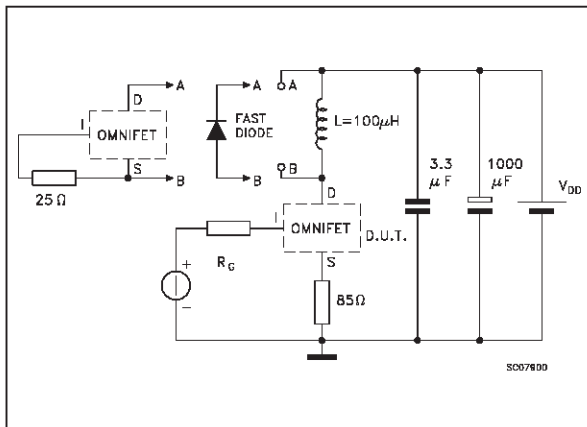 A
A
A
D
I
OMNIFET
FAST
DIODE
L=100µH
S
B
B
B
25Ω
D
3.3
µF
1000
µF
VDD
I
OMNIFET
D.U.T.
RG
S
+
-
85Ω
SC07900